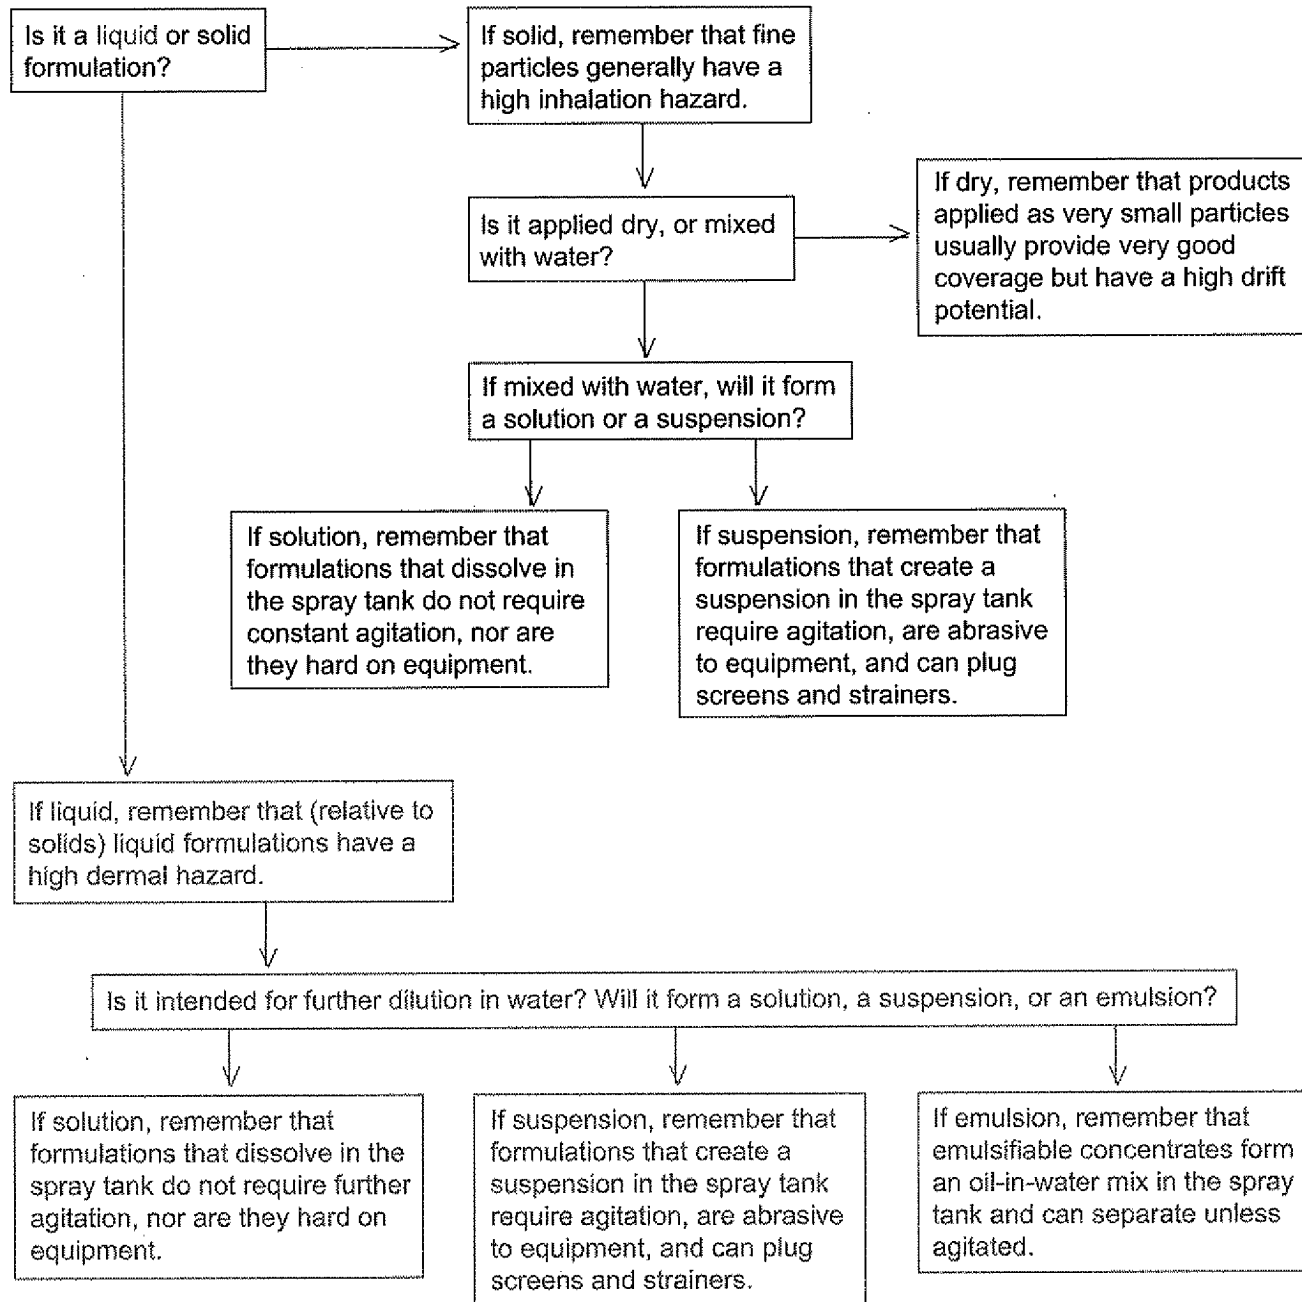 Is it a liquid or solid
formulation?
If solid, remember that fine
particles generally have a
high inhalation hazard.
Is it applied dry, or mixed
with water?
If dry, remember that products
applied as very small particles
usually provide very good
coverage but have a high drift
potential.
If mixed with water, will it form
a solution or a suspension?
If solution, remember that
formulations that dissolve in
the spray tank do not require
constant agitation, nor are
they hard on equipment.
If suspension, remember that
formulations that create a
suspension in the spray tank
require agitation, are abrasive
to equipment, and can plug
screens and strainers.
If liquid, remember that (relative to
solids) liquid formulations have a
high dermal hazard.
Is it intended for further dilution in water? Will it form a solution, a suspension, or an emulsion?
If solution, remember that
formulations that dissolve in the
spray tank do not require further
agitation, nor are they hard on
equipment.
If suspension, remember that
formulations that create a
suspension in the spray tank
require agitation, are abrasive
to equipment, and can plug
screens and strainers.
If emulsion, remember that
emulsifiable concentrates form
an oil-in-water mix in the spray
tank and can separate unless
agitated.